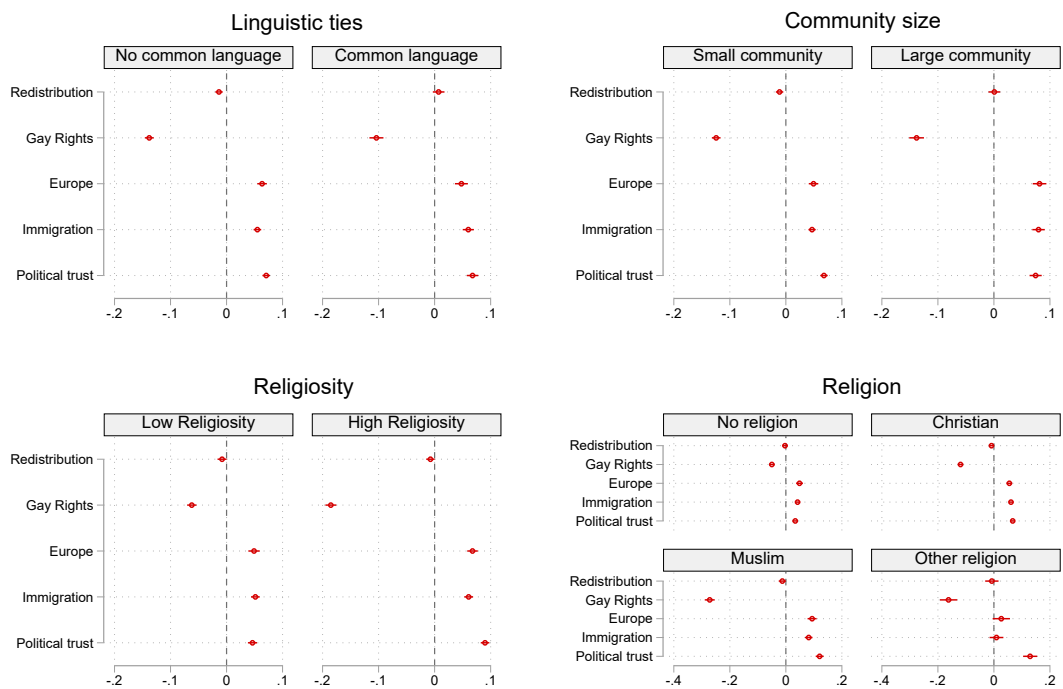 Linguistic ties
No common language
Common language
Redistribution
Gay Rights
Europe
Immigration
Political trust
-.2 -.1 0 .1
-.2 -.1 0 .1
Community size
Small community
Large community
Redistribution
Gay Rights
Europe
Immigration
Political trust
-.4 -.2 0 .2 .1
-.2 -.1 0 .1
Religiosity
Low Religiosity
High Religiosity
Redistribution
Gay Rights
Europe
Immigration
Political trust
-.2 -.1 0 .1
-.2 -.1 0 .1
Religion
No religion
Christian
Redistribution
Gay Rights
Europe
Immigration
Political trust
Muslim
Other religion
Redistribution
Gay Rights
Europe
Immigration
Political trust
-.4 -.2 0 .2
-.4 -.2 0 .2